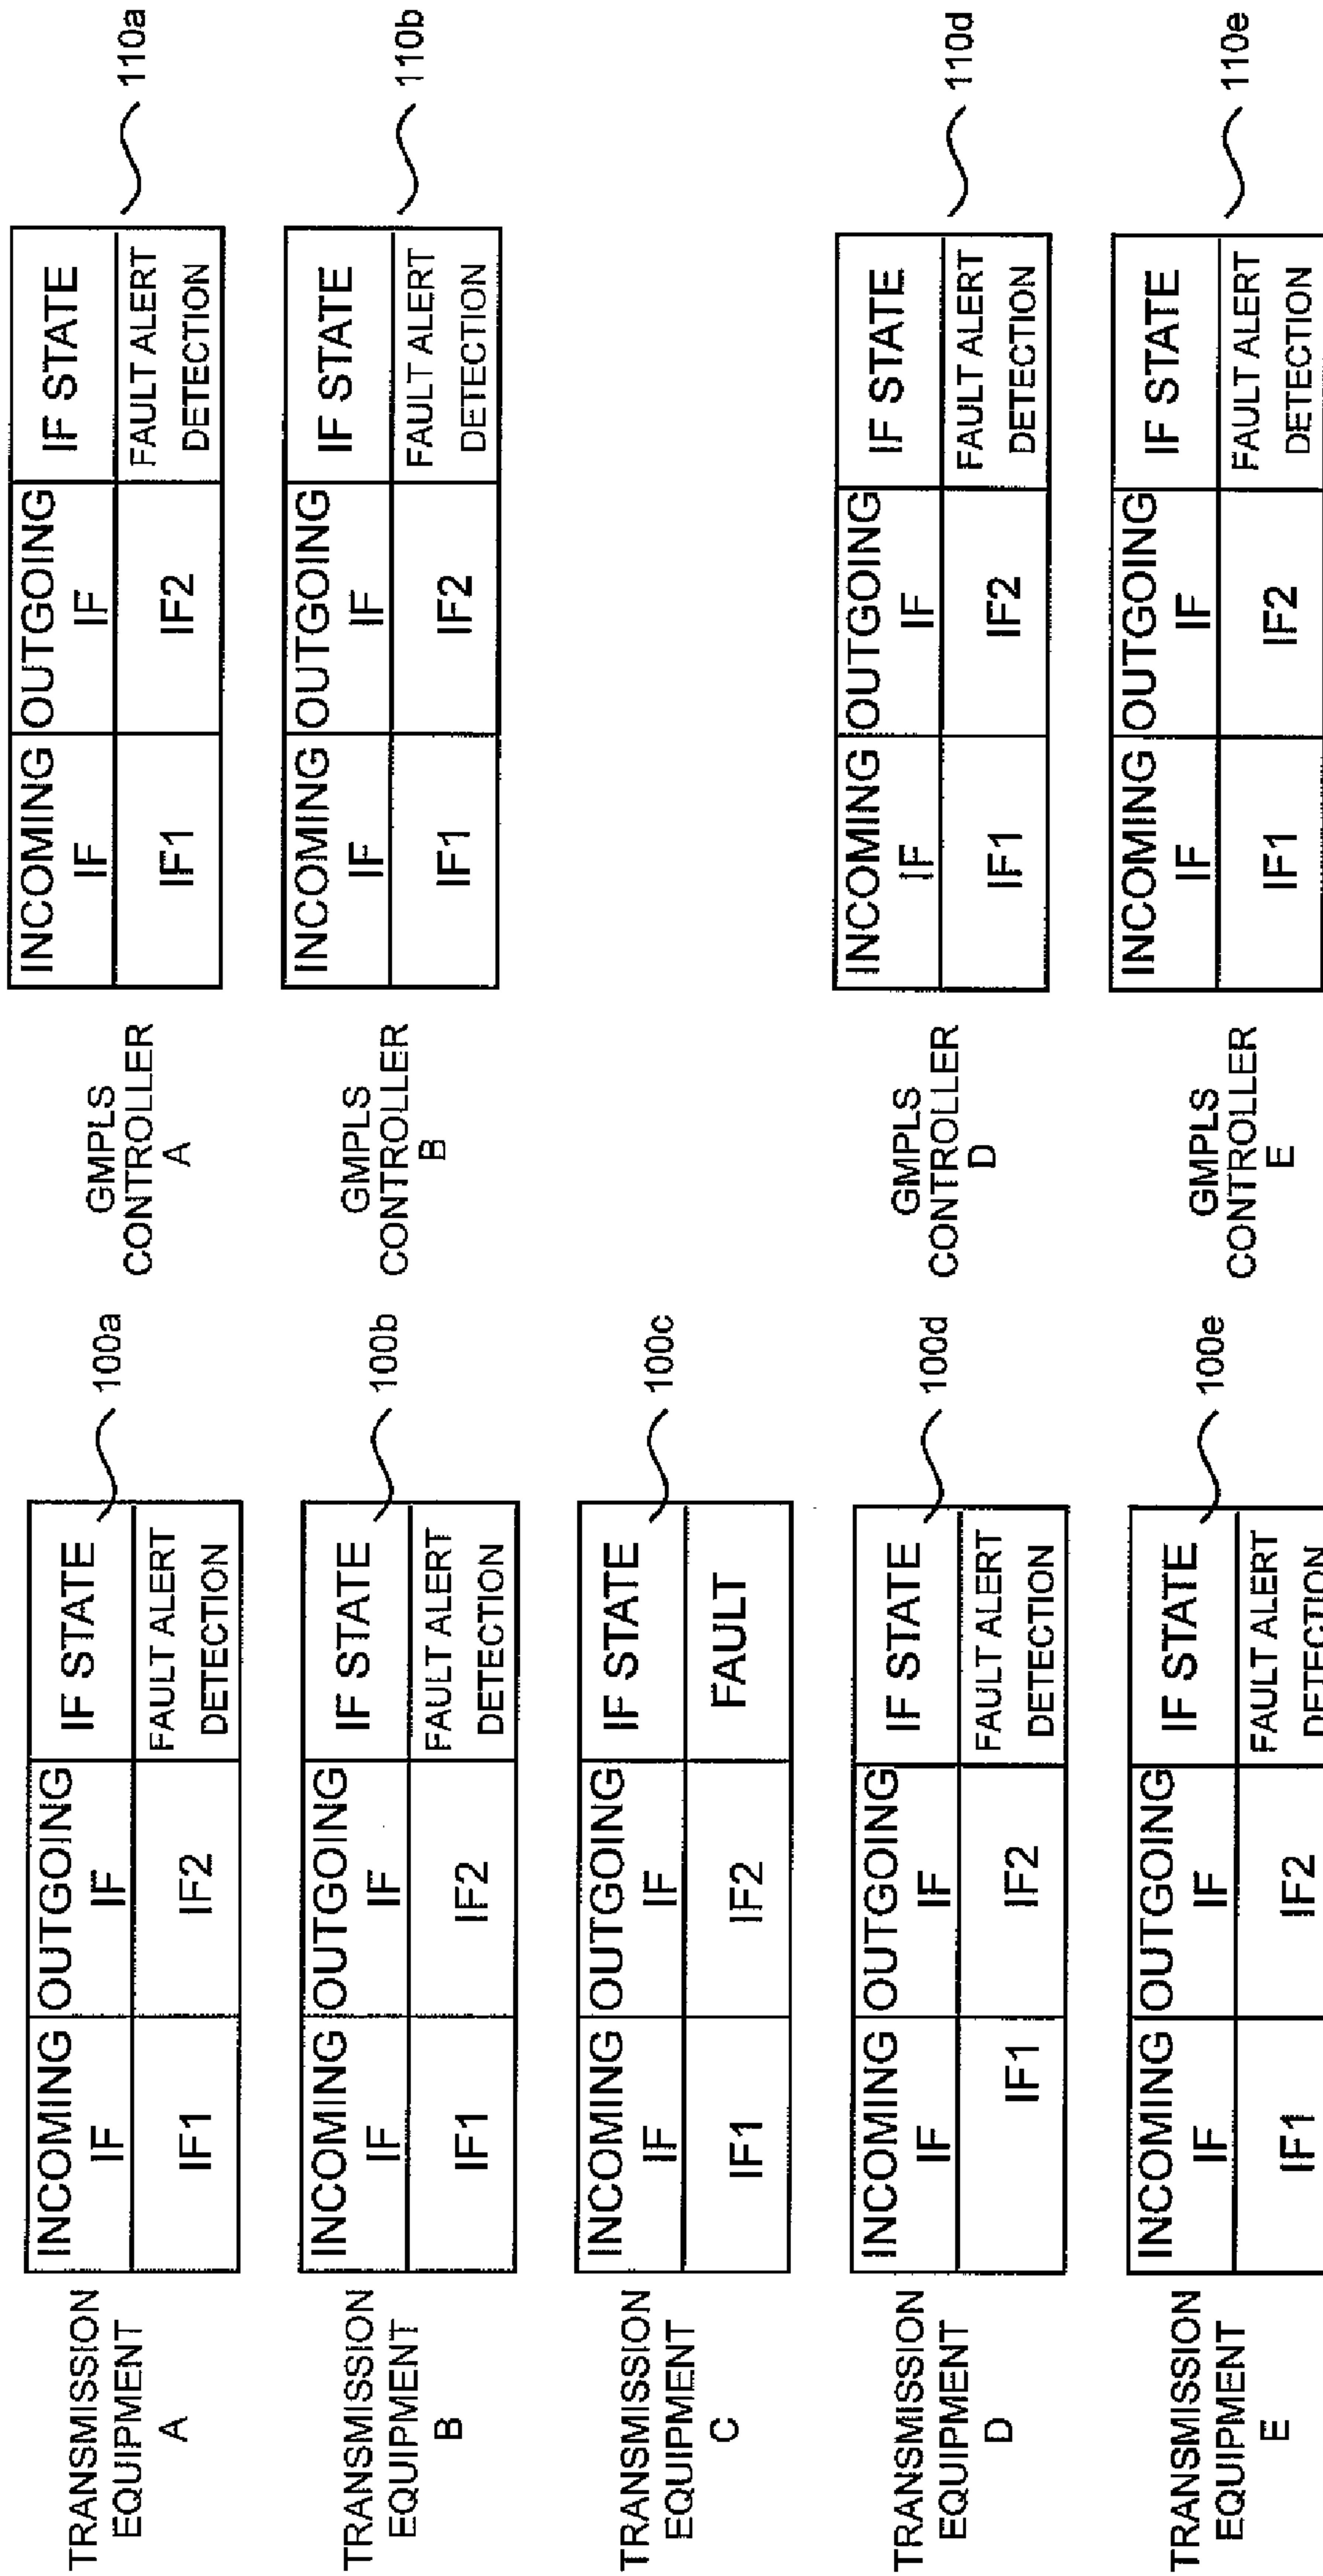 TRANSMISSION
EQUIPMENT
A
INCOMING
IF
OUTGOING
IF
IF STATE
IF1
IF2
FAULT ALERT
DETECTION
100a
TRANSMISSION
EQUIPMENT
B
INCOMING
IF
OUTGOING
IF
IF STATE
IF1
IF2
FAULT ALERT
DETECTION
100b
TRANSMISSION
EQUIPMENT
C
INCOMING
IF
OUTGOING
IF
IF STATE
IF1
IF2
FAULT
100c
TRANSMISSION
EQUIPMENT
D
INCOMING
IF
OUTGOING
IF
IF STATE
IF1
IF2
FAULT ALERT
DETECTION
100d
TRANSMISSION
EQUIPMENT
E
INCOMING
IF
OUTGOING
IF
IF STATE
IF1
IF2
FAULT ALERT
DETECTION
100e
GMPLS
CONTROLLER
A
INCOMING
IF
OUTGOING
IF
IF STATE
IF1
IF2
FAULT ALERT
DETECTION
110a
GMPLS
CONTROLLER
B
INCOMING
IF
OUTGOING
IF
IF STATE
IF1
IF2
FAULT ALERT
DETECTION
110b
GMPLS
CONTROLLER
D
INCOMING
IF
OUTGOING
IF
IF STATE
IF1
IF2
FAULT ALERT
DETECTION
110d
GMPLS
CONTROLLER
E
INCOMING
IF
OUTGOING
IF
IF STATE
IF1
IF2
FAULT ALERT
DETECTION
110e